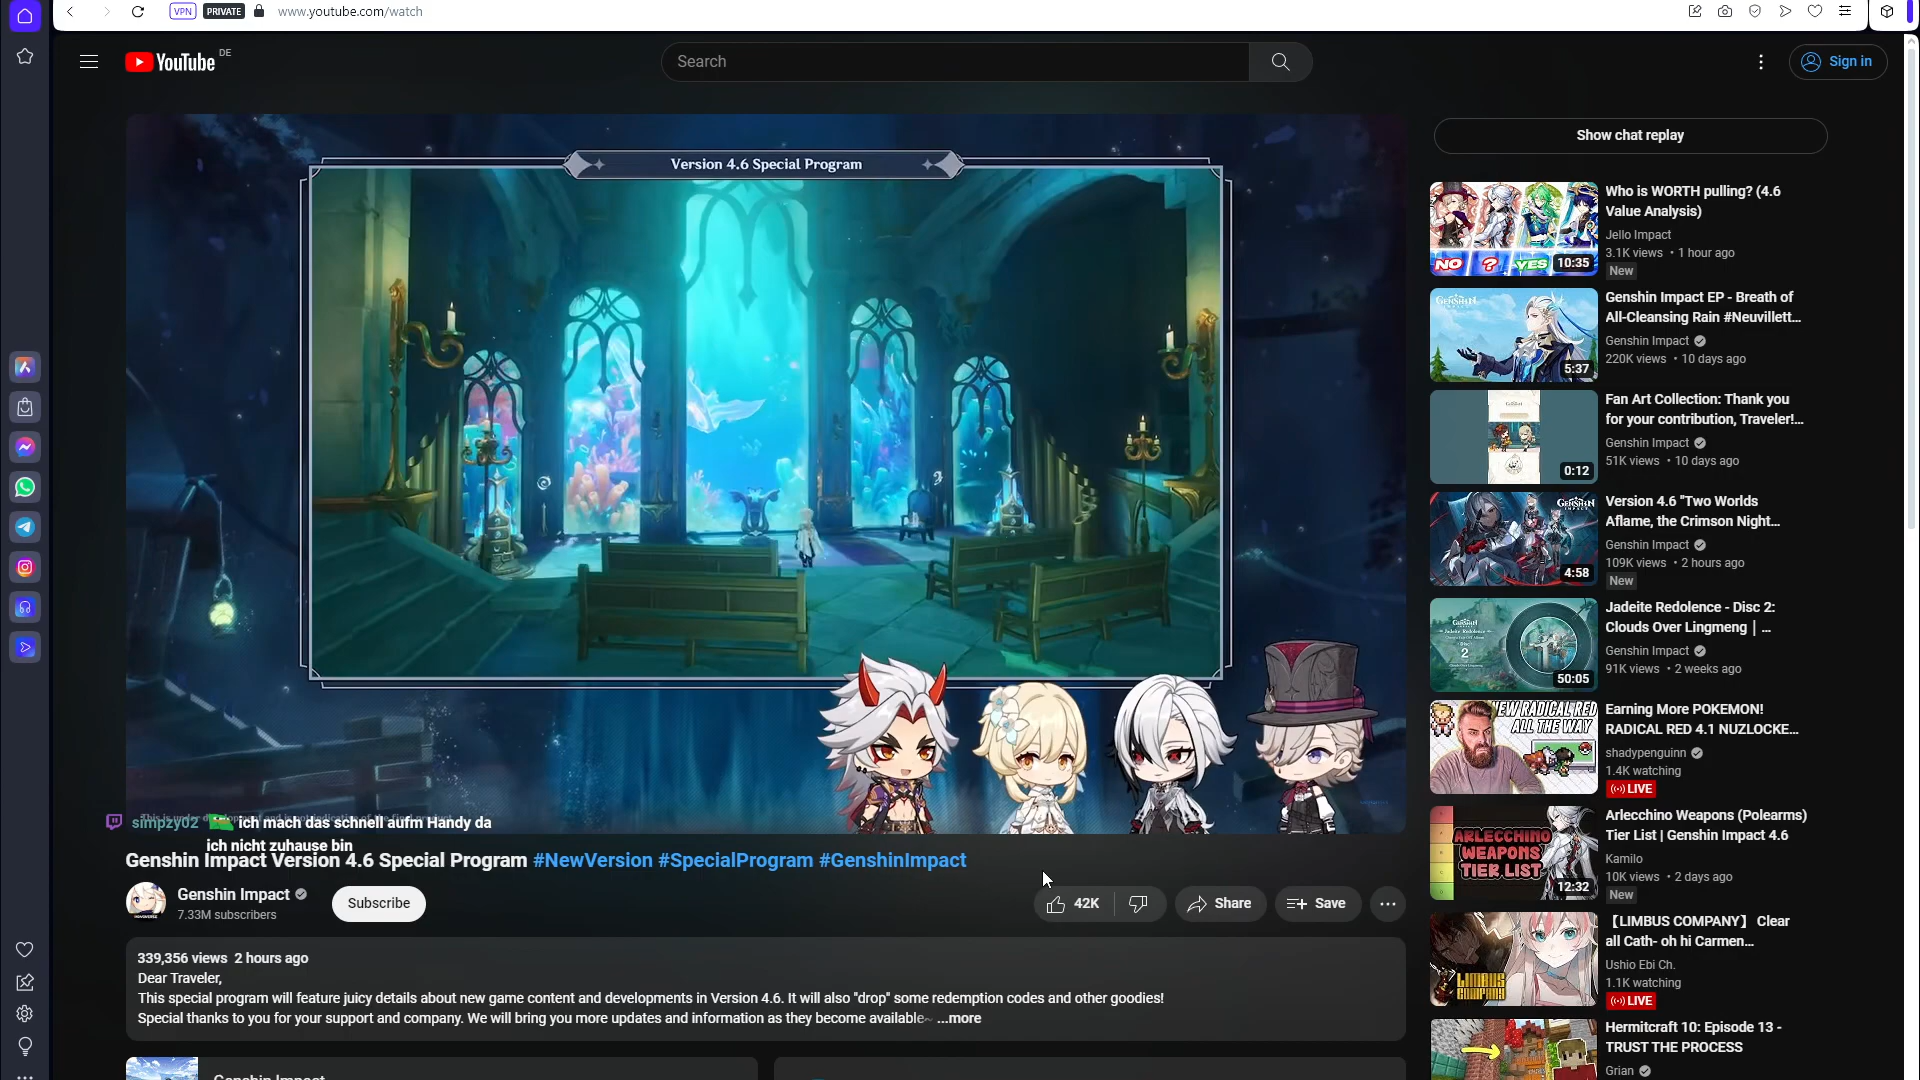 VPN
PRIVATE
www.youtube.com/watch
YouTube
DE
Search
Sign in
Version 4.6 Special Program
simpzy02 ich mach das schnell aufm Handy da
ich nicht zuhause bin
Genshin Impact Version 4.6 Special Program #NewVersion #SpecialProgram #GenshinImpact
Genshin Impact
7.33M subscribers
Subscribe
42K
Share
Save
339,356 views 2 hours ago
Dear Traveler,
This special program will feature juicy details about new game content and developments in Version 4.6. It will also "drop" some redemption codes and other goodies!
Special thanks to you for your support and company. We will bring you more updates and information as they become available~ ...more
Genshin Impact
Show chat replay
NO ? YES 10:35
Who is WORTH pulling? (4.6
Value Analysis)
Jello Impact
3.1K views • 1 hour ago
New
GENSHIN
5:37
Genshin Impact EP - Breath of
All-Cleansing Rain #Neuvillett...
Genshin Impact
220K views • 10 days ago
0:12
Fan Art Collection: Thank you
for your contribution, Traveler!...
Genshin Impact
51K views • 10 days ago
GENSHIN
4:58
Version 4.6 "Two Worlds
Aflame, the Crimson Night...
Genshin Impact
109K views • 2 hours ago
New
Jadeite Redolence
Disc
2
50:05
Jadeite Redolence - Disc 2:
Clouds Over Lingmeng | ...
Genshin Impact
91K views • 2 weeks ago
NEW RADICAL RED
ALL THE WAY
Earning More POKEMON!
RADICAL RED 4.1 NUZLOCKE...
shadypenguinn
1.4K watching
LIVE
ARLECCHINO
WEAPONS
TIER LIST
12:32
Arlecchino Weapons (Polearms)
Tier List | Genshin Impact 4.6
Kamilo
10K views • 2 days ago
New
LIMBUS
COMPANY
【LIMBUS COMPANY】 Clear
all Cath- oh hi Carmen...
Ushio Ebi Ch.
1.1K watching
LIVE
Hermitcraft 10: Episode 13 -
TRUST THE PROCESS
Grian